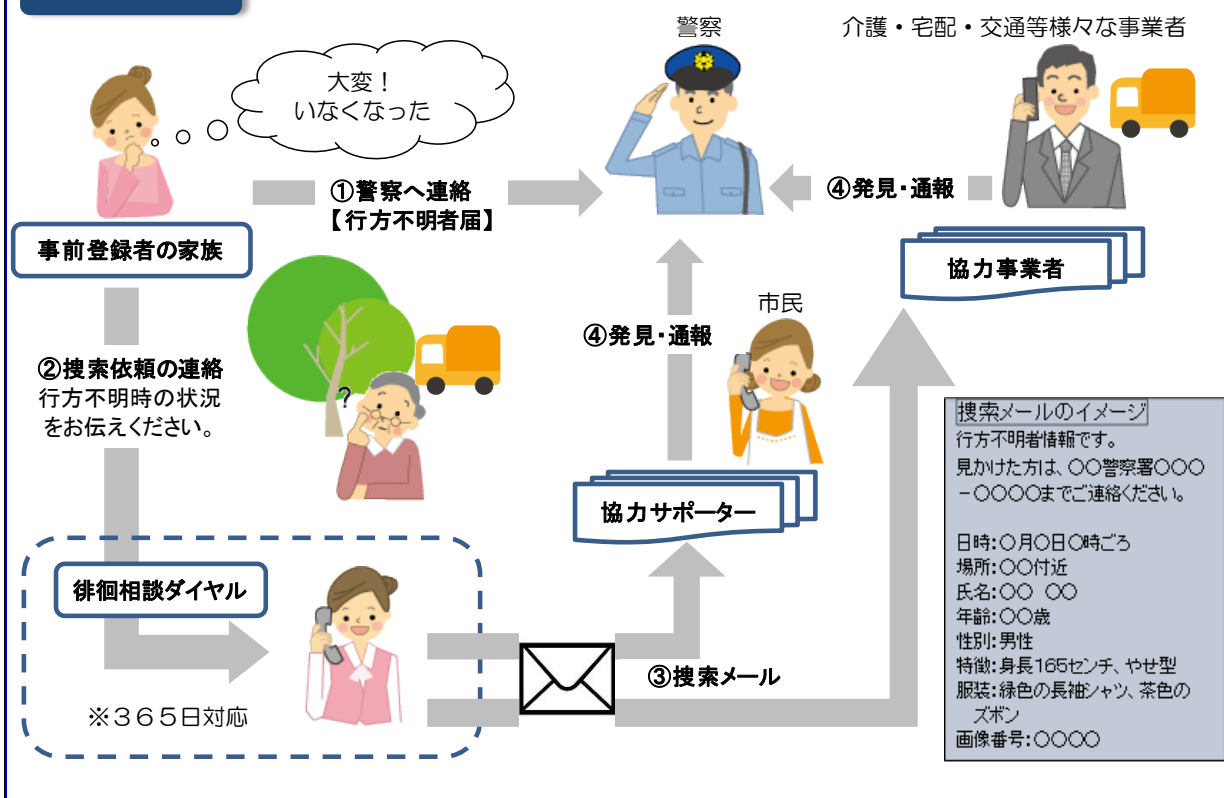 警察
介護・宅配・交通等様々な事業者
大変！
いなくなった
①警察へ連絡
【行方不明者届】
④発見・通報
事前登録者の家族
協力事業者
市民
④発見・通報
②捜索依頼の連絡
行方不明時の状況
をお伝えください。
?
協力サポーター
徘徊相談ダイヤル
③捜索メール
※３６５日対応
捜索メールのイメージ
行方不明者情報です。
見かけた方は、〇〇警察署〇〇〇
－〇〇〇〇までご連絡ください。
日時:〇月〇日〇時ごろ
場所:〇〇付近
氏名:〇〇 〇〇
年齢:〇〇歳
性別:男性
特徴:身長165センチ、やせ型
服装:緑色の長袖シャツ、茶色の
ズボン
画像番号:〇〇〇〇